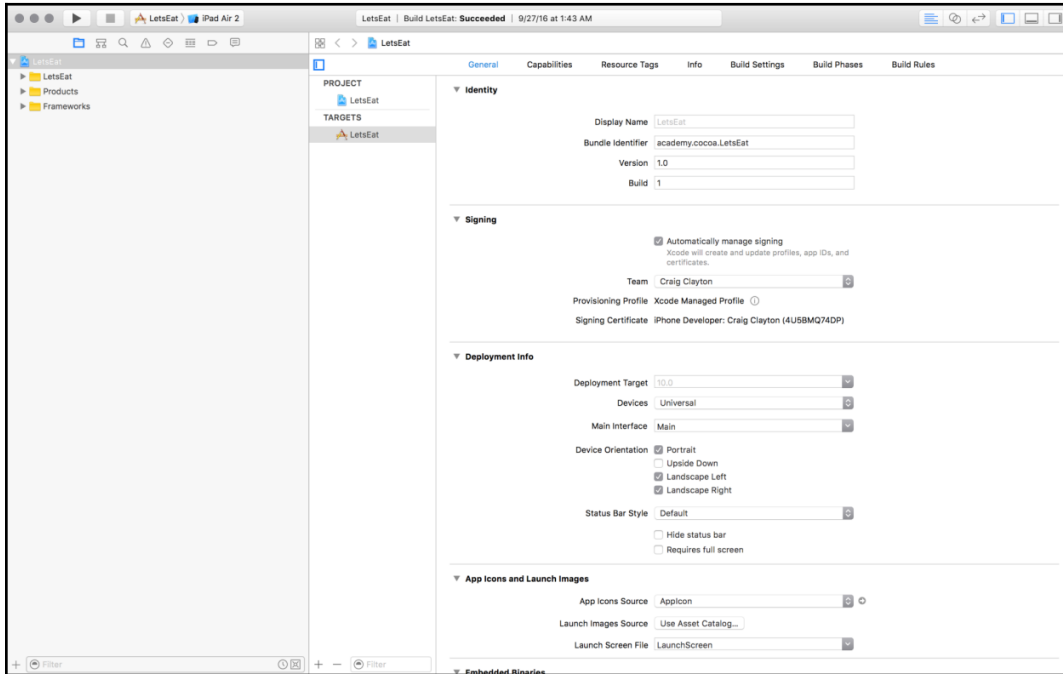 LetsEat
iPad Air 2
LetsEat | Build LetsEat: Succeeded | 9/27/16 at 1:43 AM
LetsEat
LetsEat
LetsEat
Products
Frameworks
General Capabilities Resource Tags Info Build Settings Build Phases Build Rules
PROJECT
LetsEat
TARGETS
LetsEat
Identity
Display Name LetsEat
Bundle Identifier academy.cocoa.LetsEat
Version 1.0
Build 1
Signing
Automatically manage signing
Xcode will create and update profiles, app IDs, and
certificates.
Team Craig Clayton
Provisioning Profile Xcode Managed Profile
Signing Certificate iPhone Developer: Craig Clayton (4U5BMQ74DP)
Deployment Info
Deployment Target 10.0
Devices Universal
Main Interface Main
Device Orientation Portrait
Upside Down
Landscape Left
Landscape Right
Status Bar Style Default
Hide status bar
Requires full screen
App Icons and Launch Images
App Icons Source AppIcon
Launch Images Source Use Asset Catalog...
Launch Screen File LaunchScreen
Embedded Binaries
Filter
Filter